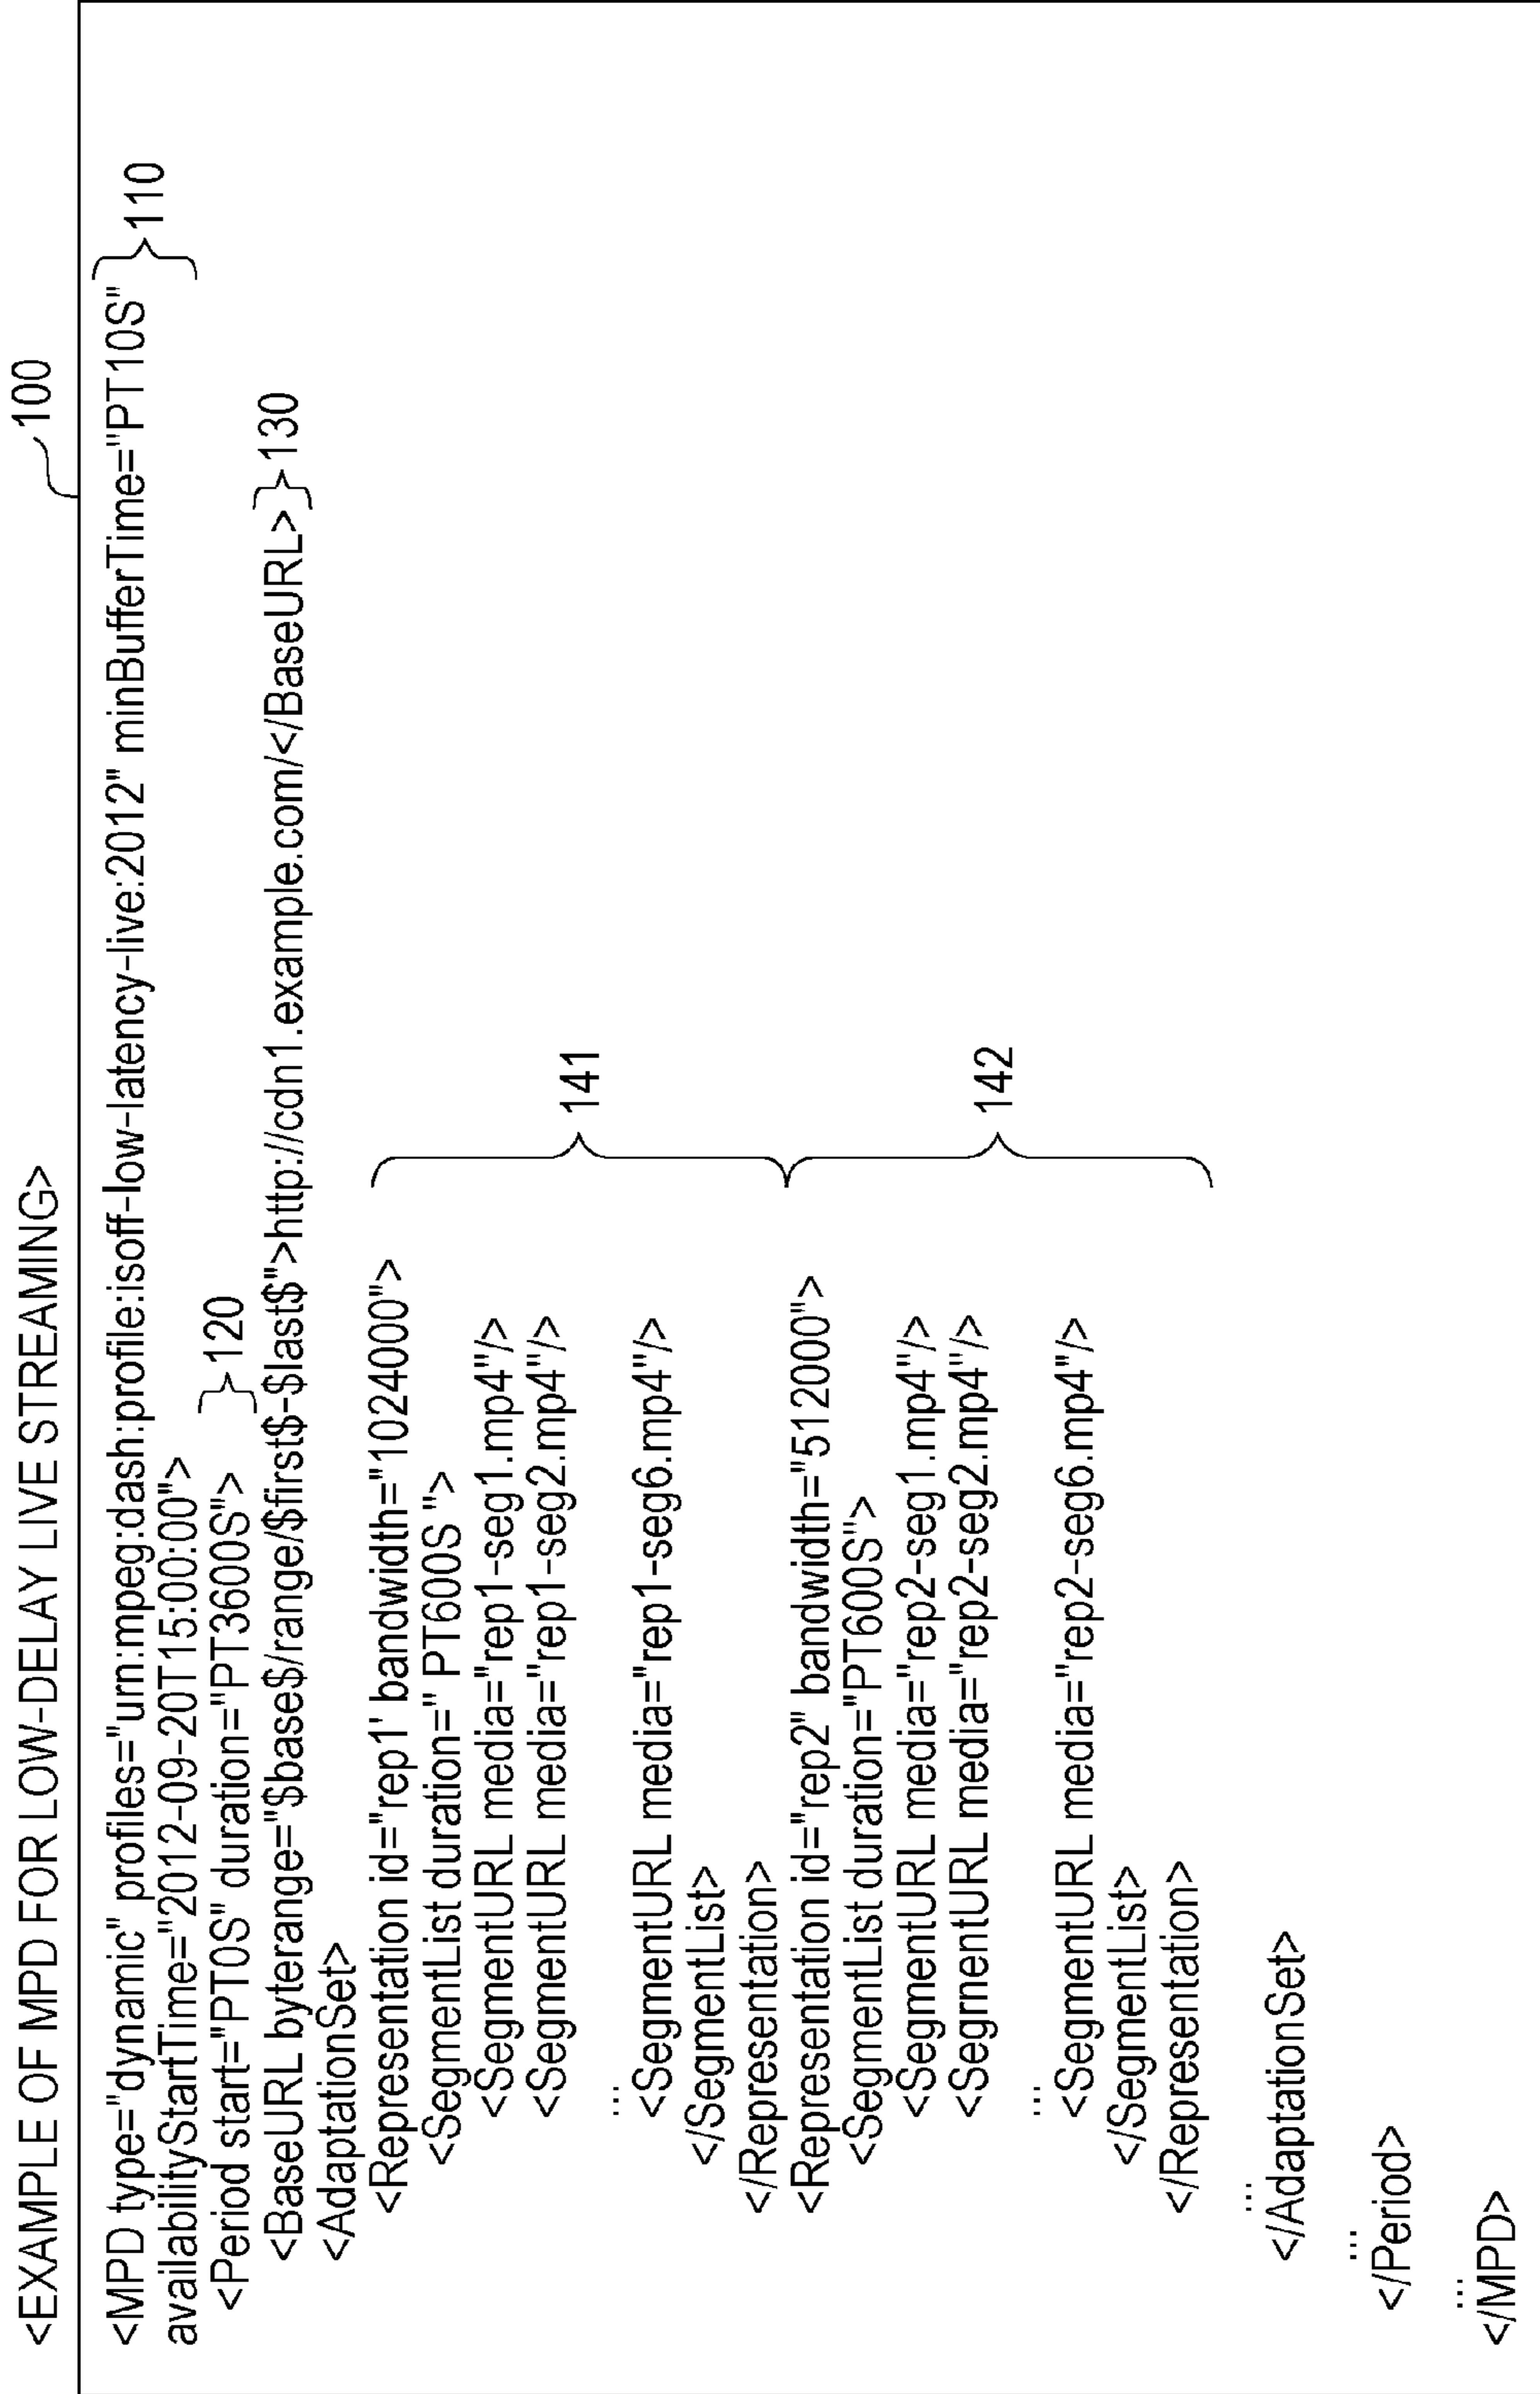 <EXAMPLE OF MPD FOR LOW-DELAY LIVE STREAMING>
100
<MPD type="dynamic" profiles="urn:mpeg:dash:profile:isoff-low-latency-live:2012" minBufferTime="PT10S"
availabilityStartTime="2012-09-20T15:00:00">
110
<Period start="PT0S" duration="PT3600S">
120
<BaseURL byterange="$base$/range/$first$-$last$">http://cdn1.example.com/</BaseURL>
130
<AdaptationSet>
<Representation id="rep1' bandwidth="1024000">
<SegmentList duration=" PT600S ">
<SegmentURL media="rep1-seg1.mp4"/>
<SegmentURL media="rep1-seg2.mp4"/>
...
<SegmentURL media="rep1-seg6.mp4"/>
</SegmentList>
</Representation>
141
<Representation id="rep2" bandwidth="512000">
<SegmentList duration="PT600S">
<SegmentURL media="rep2-seg1.mp4"/>
<SegmentURL media="rep2-seg2.mp4"/>
...
<SegmentURL media="rep2-seg6.mp4"/>
</SegmentList>
</Representation>
142
...
</AdaptationSet>
...
</Period>
...
</MPD>